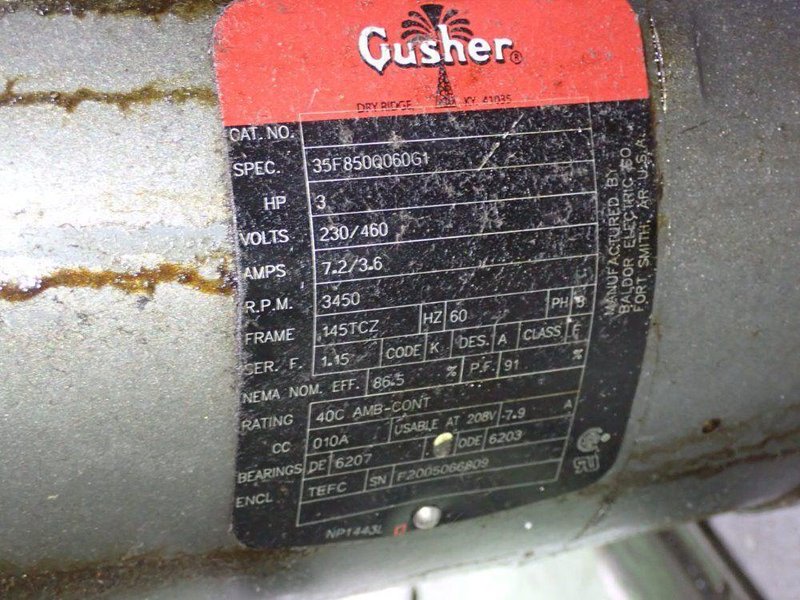 Gusher®
DRY RIDGE, KY. 41035
CAT. NO.
SPEC. 35F850Q060G1
HP 3
VOLTS 230/460
AMPS 7.2/3.6
R.P.M. 3450
FRAME 145TCZ HZ 60 PH 3
SER. F. 1.15 CODE K DES. A CLASS F
NEMA NOM. EFF. 86.5 % P.F. 91 %
RATING 40C AMB-CONT
CC 010A USABLE AT 208V -7.9 A
BEARINGS DE 6207 ODE 6203
ENCL TEFC SN F2005066809
NP1443L
MANUFACTURED BY
BALDOR ELECTRIC CO.
FORT SMITH, AR U.S.A.